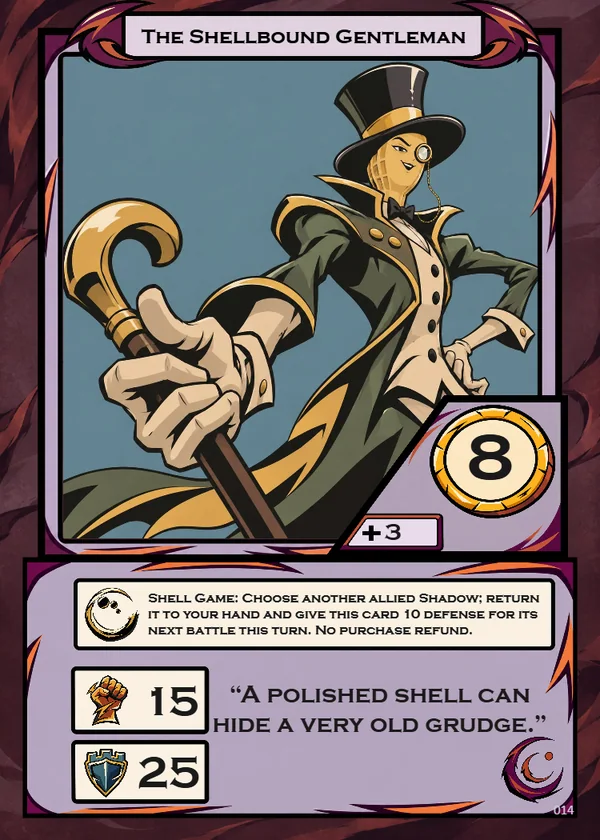 The Shellbound Gentleman
8
+3
Shell Game: Choose another allied Shadow; return
it to your hand and give this card 10 defense for its
next battle this turn. No purchase refund.
15
"A polished shell can
hide a very old grudge."
25
014